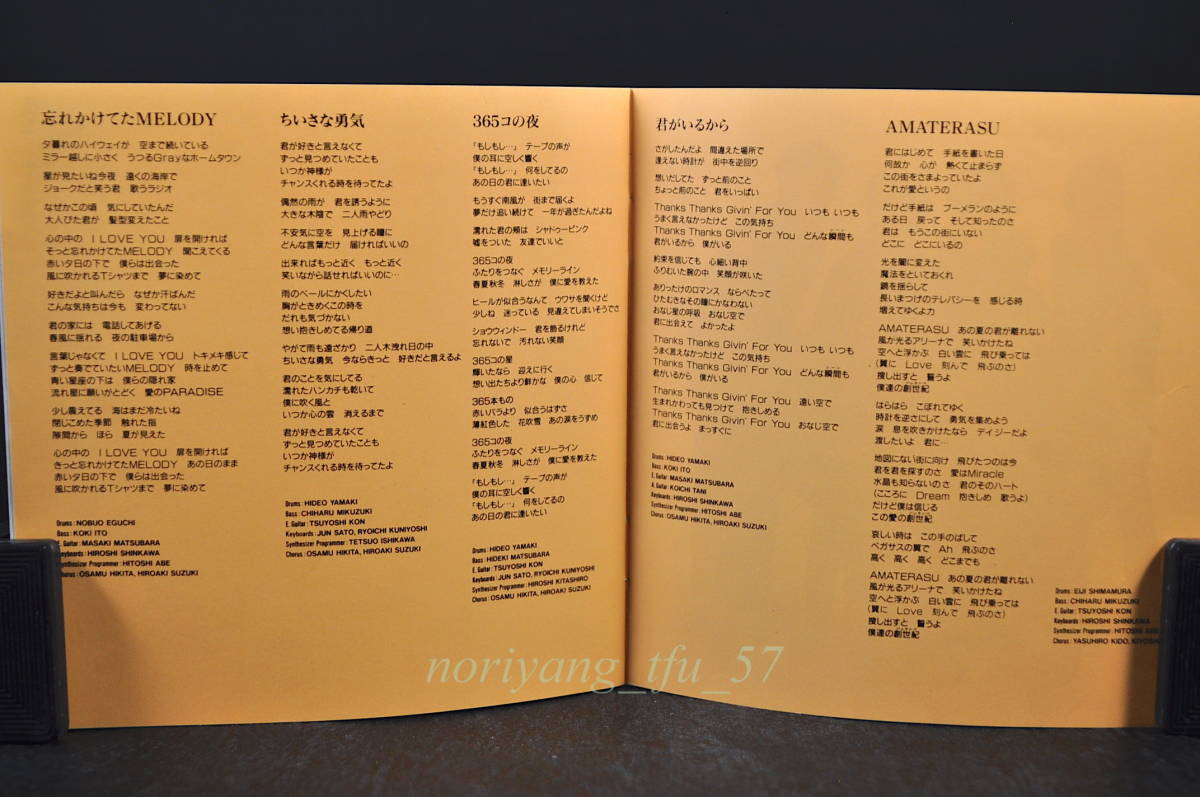 忘れかけてたMELODY
夕暮れのハイウェイが 空まで続いている
ミラー越しに小さく うつるGrayなホームタウン
星が見たいね今夜 遠くの海岸で
ジョークだと笑う君 歌うラジオ
なぜかこの頃 気にしていたんだ
大人びた君が 髪型変えたこと
心の中の I LOVE YOU 扉を開ければ
そっと忘れかけてたMELODY 聞こえてくる
赤い夕日の下で 僕らは出会った
風に吹かれるTシャツまで 夢に染めて
好きだよと叫んだら なぜか汗ばんだ
こんな気持ちは今も 変わってない
君の家には 電話してあげる
春風に揺れる 夜の駐車場から
言葉じゃなくて I LOVE YOU トキメキ感じて
ずっと奏でていたいMELODY 時を止めて
青い星座の下は 僕らの隠れ家
流れ星に願いがとどく 愛のPARADISE
少し震えてる 海はまだ冷たいね
閉じこめた季節 触れた指
隙間から ほら 夏が見えた
心の中の I LOVE YOU 扉を開ければ
きっと忘れかけてたMELODY あの日のまま
赤い夕日の下で 僕らは出会った
風に吹かれるTシャツまで 夢に染めて
Drums : NOBUO EGUCHI
Bass : KOKI ITO
E. Guitar : MASAKI MATSUBARA
Keyboards : HIROSHI SHINKAWA
Synthesizer Programmer : HITOSHI ABE
Chorus : OSAMU HIKITA, HIROAKI SUZUKI
ちいさな勇気
君が好きと言えなくて
ずっと見つめていたことも
いつか神様が
チャンスくれる時を待ってたよ
偶然の雨が 君を誘うように
大きな木陰で 二人雨やどり
不安気に空を 見上げる瞳に
どんな言葉だけ 届ければいいの
出来ればもっと近く もっと近く
笑いながら話せればいいのに…
雨のベールにかくしたい
胸がときめくこの時を
だれも気づかない
想い抱きしめてる帰り道
やがて雨も遠ざかり 二人木洩れ日の中
ちいさな勇気 今ならきっと 好きだと言えるよ
君のことを気にしてる
濡れたハンカチも乾いて
僕に吹く風と
いつか心の雲 消えるまで
君が好きと言えなくて
ずっと見つめていたことも
いつか神様が
チャンスくれる時を待ってたよ
Drums : HIDEO YAMAKI
Bass : CHIHARU MIKUZUKI
E. Guitar : TSUYOSHI KON
Keyboards : JUN SATO, RYOICHI KUNIYOSHI
Synthesizer Programmer : TETSUO ISHIKAWA
Chorus : OSAMU HIKITA, HIROAKI SUZUKI
365コの夜
「もしもし…」 テープの声が
僕の耳に空しく響く
「もしもし…」 何をしてるの
あの日の君に逢いたい
もうすぐ南風が 街まで届くよ
夢だけ追い続けて 一年が過ぎたんだよね
濡れた君の頬は シャドゥーピンク
嘘をついた 友達でいいと
365コの夜
ふたりをつなぐ メモリーライン
春夏秋冬 淋しさが 僕に愛を教えた
ヒールが似合うなんて ウワサを聞くけど
少しね 迷っている 見違えてしまいそうでさ
ショウウィンドー 君を飾るけれど
忘れないで 汚れない笑顔
365コの星
輝いたなら 迎えに行く
想い出たちより鮮かな 僕の心 信じて
365本もの
赤いバラより 似合うはずさ
薄紅色した 花吹雪 あの涙をうずめ
365コの夜
ふたりをつなぐ メモリーライン
春夏秋冬 淋しさが 僕に愛を教えた
「もしもし…」 テープの声が
僕の耳に空しく響く
「もしもし…」 何をしてるの
あの日の君に逢いたい
Drums : HIDEO YAMAKI
Bass : HIDEKI MATSUBARA
E. Guitar : TSUYOSHI KON
Keyboards : JUN SATO, RYOICHI KUNIYOSHI
Synthesizer Programmer : HIROSHI KITASHIRO
Chorus : OSAMU HIKITA, HIROAKI SUZUKI
君がいるから
さがしたんだよ 間違えた場所で
逢えない時計が 街中を逆回り
想いだしてた ずっと前のこと
ちょっと前のこと 君をいっぱい
Thanks Thanks Givin' For You いつも いつも
うまく言えなかったけど この気持ち
Thanks Thanks Givin' For You どんな瞬間も
君がいるから 僕がいる
約束を信じても 心細い背中
ふりむいた腕の中 笑顔が咲いた
ありったけのロマンス ならべたって
ひたむきなその瞳にかなわない
おなじ星の呼吸 おなじ空で
君に出会えて よかったよ
Thanks Thanks Givin' For You いつも いつも
うまく言えなかったけど この気持ち
Thanks Thanks Givin' For You どんな瞬間も
君がいるから 僕がいる
Thanks Thanks Givin' For You 遠い空で
生まれかわっても見つけて 抱きしめる
Thanks Thanks Givin' For You おなじ空で
君に出会うよ まっすぐに
Drums : HIDEO YAMAKI
Bass : KOKI ITO
E. Guitar : MASAKI MATSUBARA
A. Guitar : KOICHI TANI
Keyboards : HIROSHI SHINKAWA
Synthesizer Programmer : HITOSHI ABE
Chorus : OSAMU HIKITA, HIROAKI SUZUKI
AMATERASU
君にはじめて 手紙を書いた日
何故か 心が 熱くて止まらず
この街をさまよっていたよ
これが愛というの
だけど手紙は ブーメランのように
ある日 戻って そして知ったのさ
君は もうこの街にいない
どこに どこにいるの
光を闇に変えた
魔法をといておくれ
鏡を揺らして
長いまつげのテレパシーを 感じる時
増えてゆくよ力
AMATERASU あの夏の君が離れない
風が光るアリーナで 笑いかけたね
空へと浮かぶ 白い雲に 飛び乗っては
(翼に Love 刻んで 飛ぶのさ)
捜し出すと 誓うよ
僕達の創世紀
はらはら こぼれてゆく
時計を逆さにして 勇気を集めよう
涙 息を吹きかけたなら デイジーだよ
渡したいよ 君に…
地図にない街に向け 飛びたつのは今
君を君を探すのさ 愛はMiracle
水晶も知らないのさ 君のそのハート
(こころに Dream 抱きしめ 歌うよ)
だけど僕は信じる
この愛の創世紀
哀しい時は この手のばして
ペガサスの翼で Ah 飛ぶのさ
高く 高く 高く どこまでも
AMATERASU あの夏の君が離れない
風が光るアリーナで 笑いかけたね
空へと浮かぶ 白い雲に 飛び乗っては
(翼に Love 刻んで 飛ぶのさ)
捜し出すと 誓うよ
僕達の創世紀
Drums : EIJI SHIMAMURA
Bass : CHIHARU MIKUZUKI
E. Guitar : TSUYOSHI KON
Keyboards : HIROSHI SHINKAWA
Synthesizer Programmer : HITOSHI
Chorus : YASUHIRO KIDO,
noriyang_tfu_57